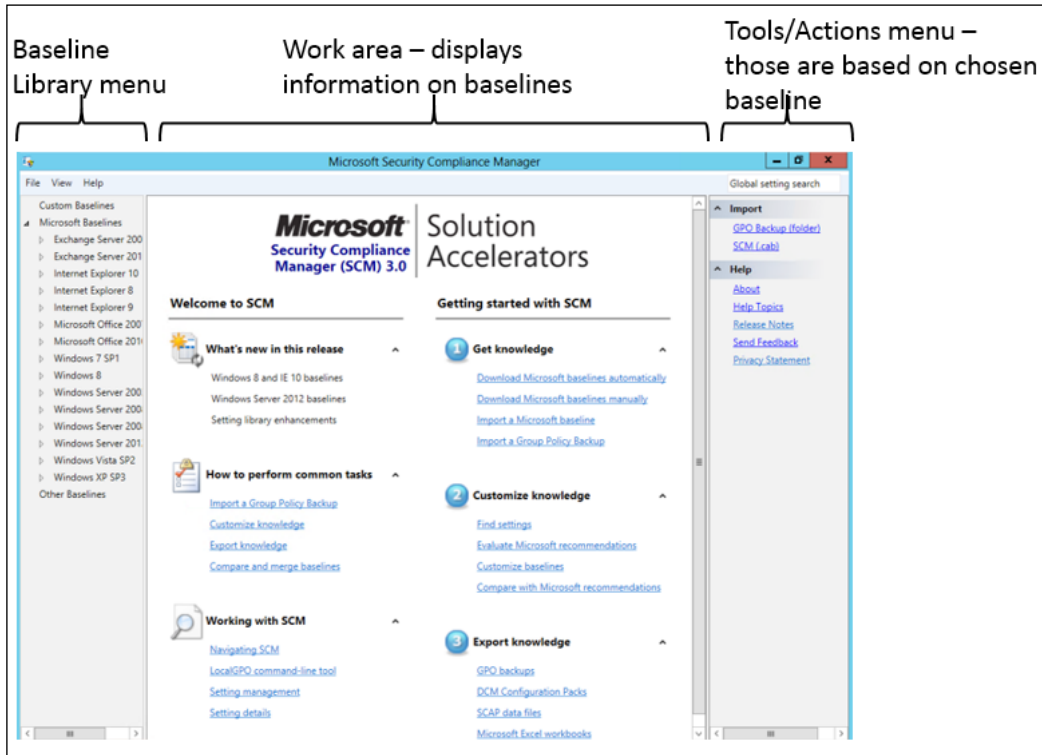 Baseline
Library menu
Work area – displays
information on baselines
Tools/Actions menu –
those are based on chosen
baseline
Microsoft Security Compliance Manager
File View Help
Global setting search
Custom Baselines
Microsoft Baselines
Exchange Server 200
Exchange Server 201
Internet Explorer 10
Internet Explorer 8
Internet Explorer 9
Microsoft Office 200
Microsoft Office 201
Windows 7 SP1
Windows 8
Windows Server 200
Windows Server 200
Windows Server 200
Windows Server 201
Windows Vista SP2
Windows XP SP3
Other Baselines
Microsoft
Security Compliance
Manager (SCM) 3.0
Solution
Accelerators
Welcome to SCM
What's new in this release
Windows 8 and IE 10 baselines
Windows Server 2012 baselines
Setting library enhancements
How to perform common tasks
Import a Group Policy Backup
Customize knowledge
Export knowledge
Compare and merge baselines
Working with SCM
Navigating SCM
LocalGPO command-line tool
Setting management
Setting details
Getting started with SCM
1 Get knowledge
Download Microsoft baselines automatically
Download Microsoft baselines manually
Import a Microsoft baseline
Import a Group Policy Backup
2 Customize knowledge
Find settings
Evaluate Microsoft recommendations
Customize baselines
Compare with Microsoft recommendations
3 Export knowledge
GPO backups
DCM Configuration Packs
SCAP data files
Microsoft Excel workbooks
Import
GPO Backup (folder)
SCM (.cab)
Help
About
Help Topics
Release Notes
Send Feedback
Privacy Statement